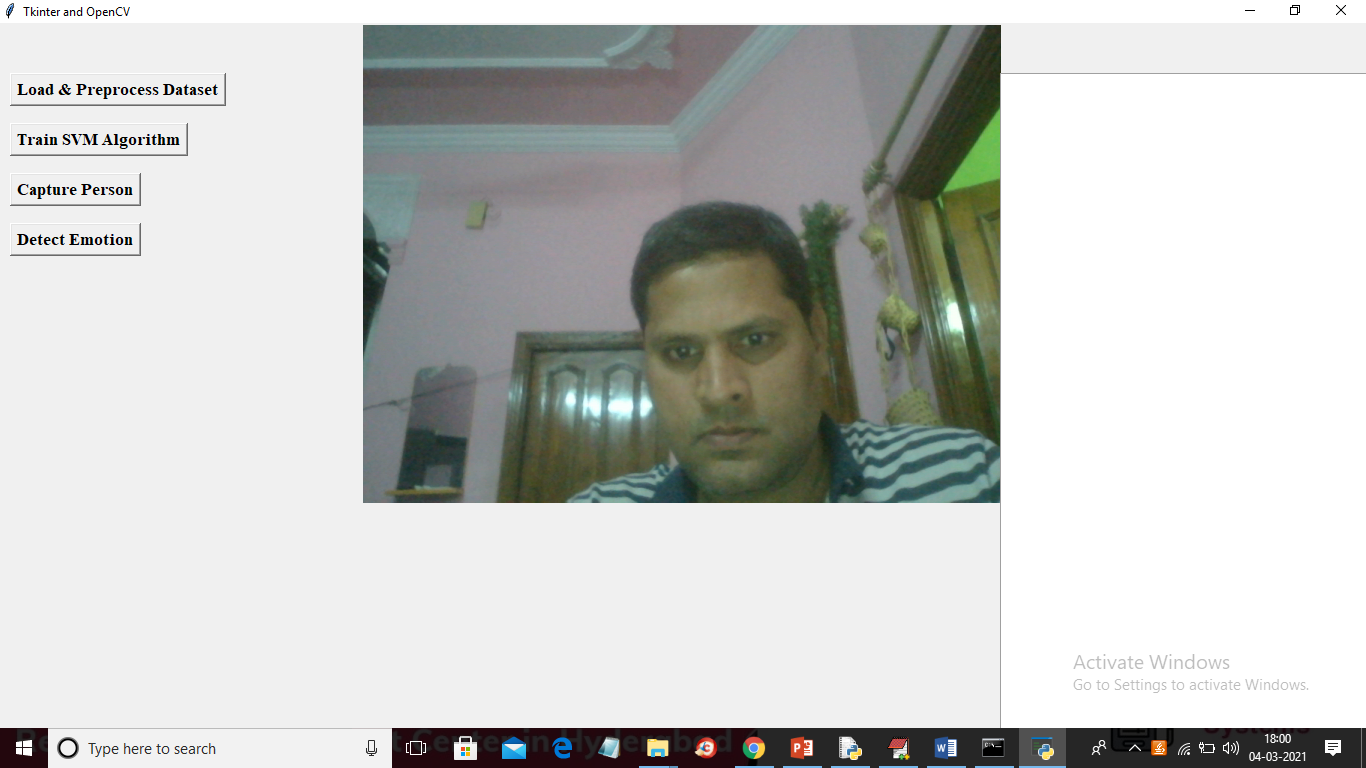 Tkinter and OpenCV
Load & Preprocess Dataset
Train SVM Algorithm
Capture Person
Detect Emotion
Activate Windows
Go to Settings to activate Windows.
Type here to search
18:00
04-03-2021